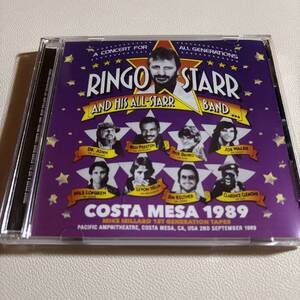 A CONCERT FOR ALL GENERATIONS
RINGO STARR
AND HIS ALL-STARR BAND...
DR. JOHN
BILLY PRESTON
RICK DANKO
JOE WALSH
NILS LOFGREN
LEVON HELM
JIM KELTNER
CLARENCE CLEMONS
COSTA MESA 1989
MIKE MILLARD 1ST GENERATION TAPES
PACIFIC AMPHITHEATRE, COSTA MESA, CA, USA 2ND SEPTEMBER 1989